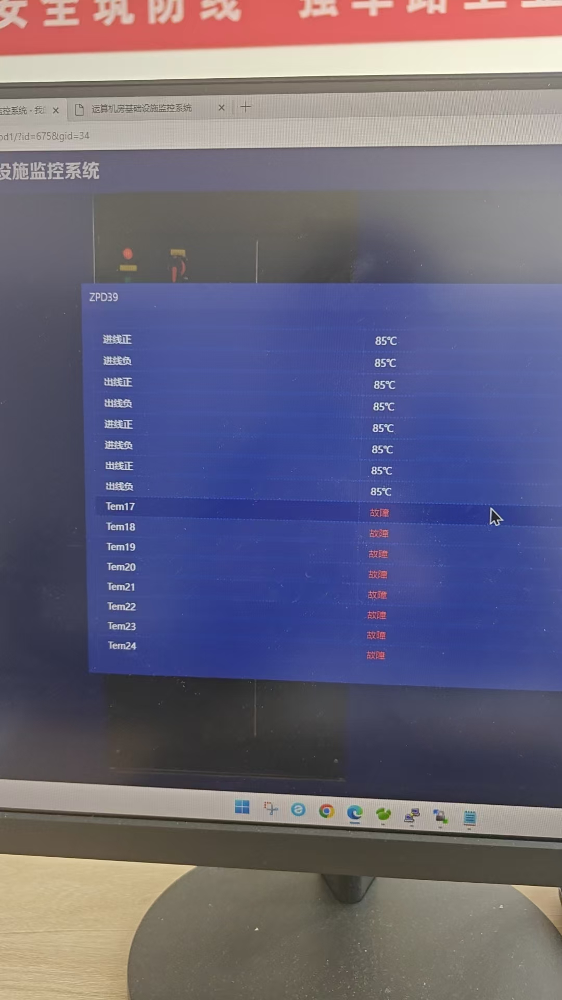 安全筑防线 强
控系统 - 我
运算机房基础设施监控系统
od1/?id=675&gid=34
设施监控系统
ZPD39
进线正 85℃
进线负 85℃
出线正 85℃
出线负 85℃
进线正 85℃
进线负 85℃
出线正 85℃
出线负 85℃
Tem17 故障
Tem18 故障
Tem19 故障
Tem20 故障
Tem21 故障
Tem22 故障
Tem23 故障
Tem24 故障